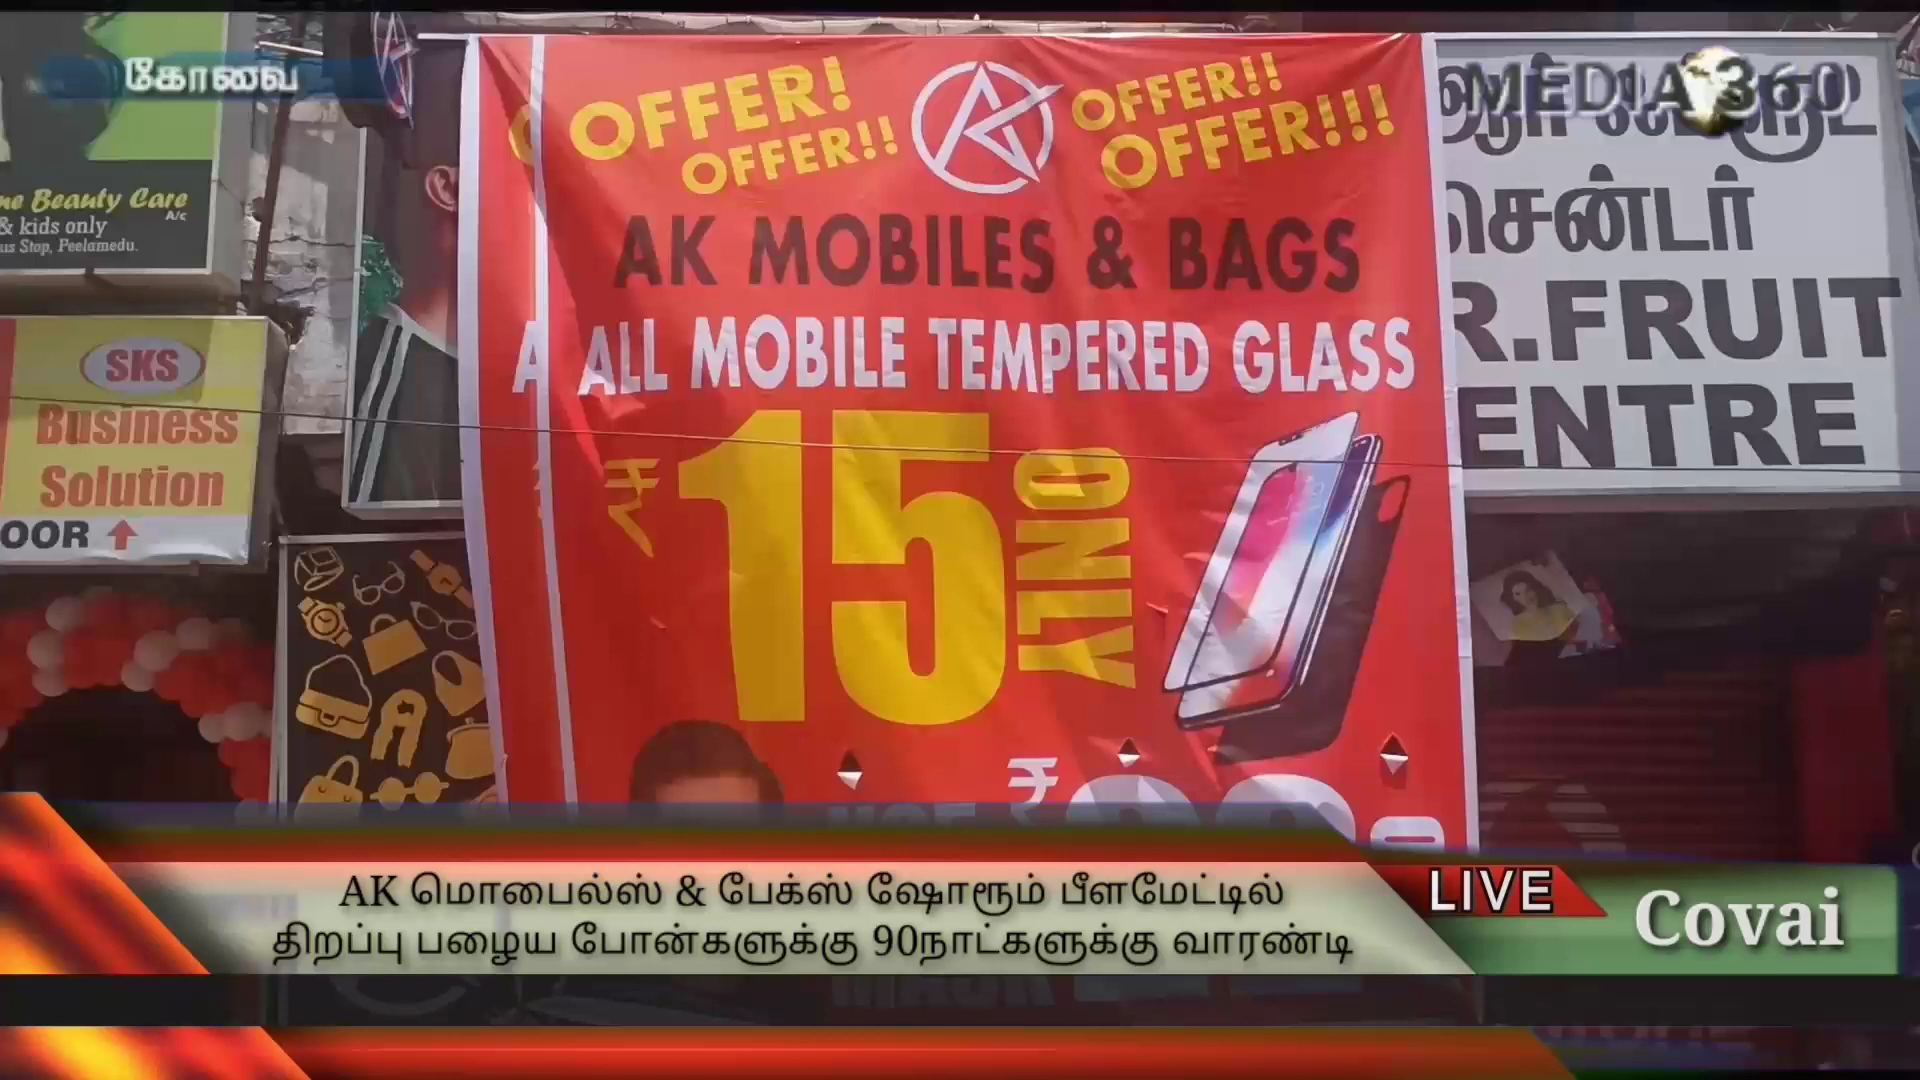 கோவை
MEDIA 360
OFFER!
OFFER!!
OFFER!!
OFFER!!!
AK MOBILES & BAGS
ALL MOBILE TEMPERED GLASS
₹ 15 ONLY
₹
Beauty Care
A/c
& kids only
Stop, Peelamedu.
SKS
Business
Solution
சென்டர்
R.FRUIT
ENTRE
AK மொபைல்ஸ் & பேக்ஸ் ஷோரூம் பீளமேட்டில்
திறப்பு பழைய போன்களுக்கு 90நாட்களுக்கு வாரண்டி
LIVE
Covai